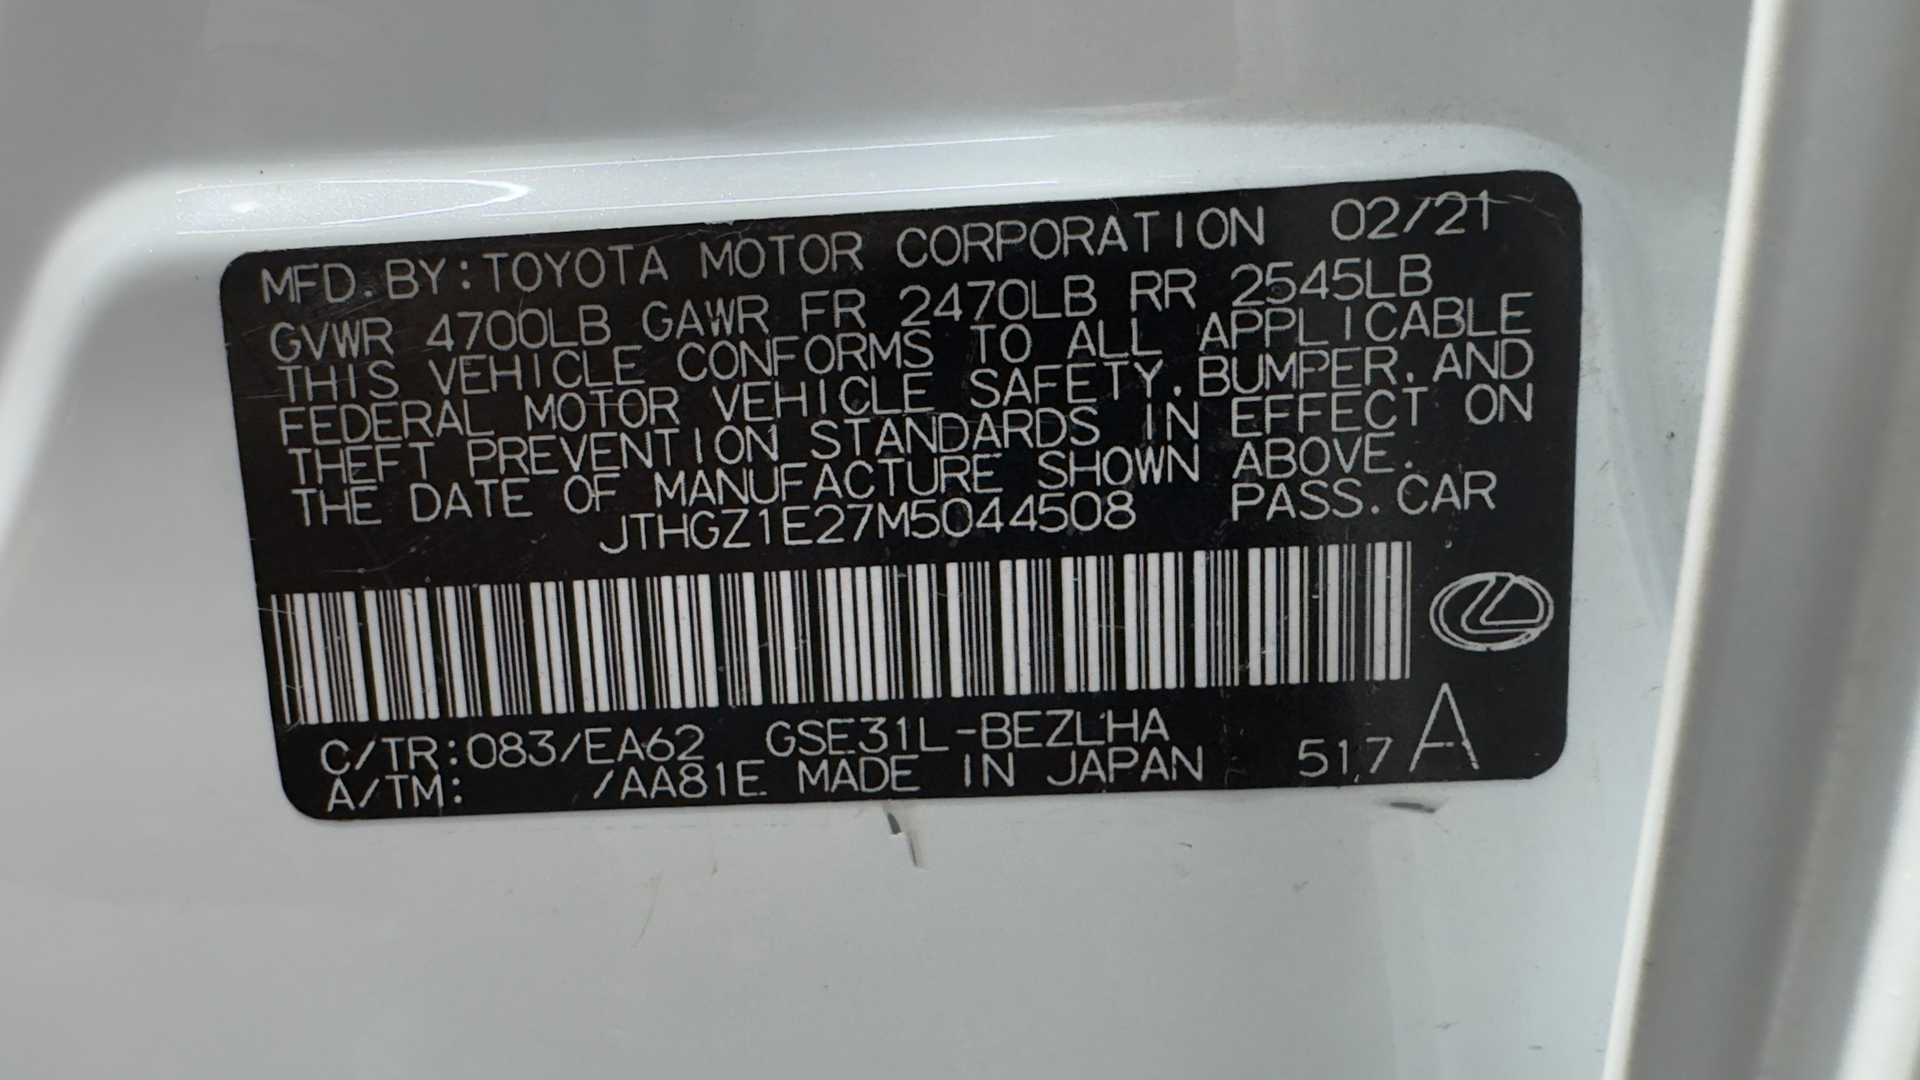 MFD. BY: TOYOTA MOTOR CORPORATION 02/21
GVWR 4700LB GAWR FR 2470LB RR 2545LB
THIS VEHICLE CONFORMS TO ALL APPLICABLE
FEDERAL MOTOR VEHICLE SAFETY, BUMPER, AND
THEFT PREVENTION STANDARDS IN EFFECT ON
THE DATE OF MANUFACTURE SHOWN ABOVE.
JTHGZ1E27M5044508 PASS. CAR
C/TR: 083/EA62 GSE31L-BEZLHA
A/TM: /AA81E MADE IN JAPAN 517 A